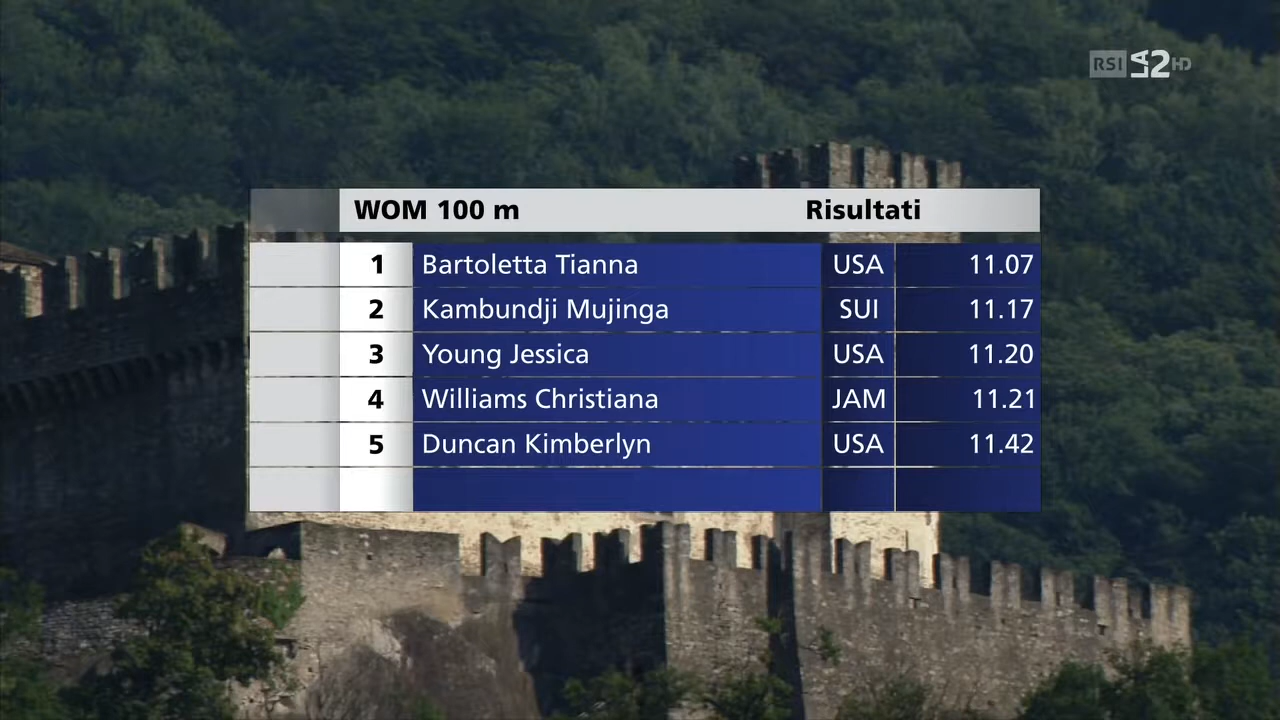 RSI LA 2 HD
WOM 100 m Risultati
1 Bartoletta Tianna USA 11.07
2 Kambundji Mujinga SUI 11.17
3 Young Jessica USA 11.20
4 Williams Christiana JAM 11.21
5 Duncan Kimberlyn USA 11.42